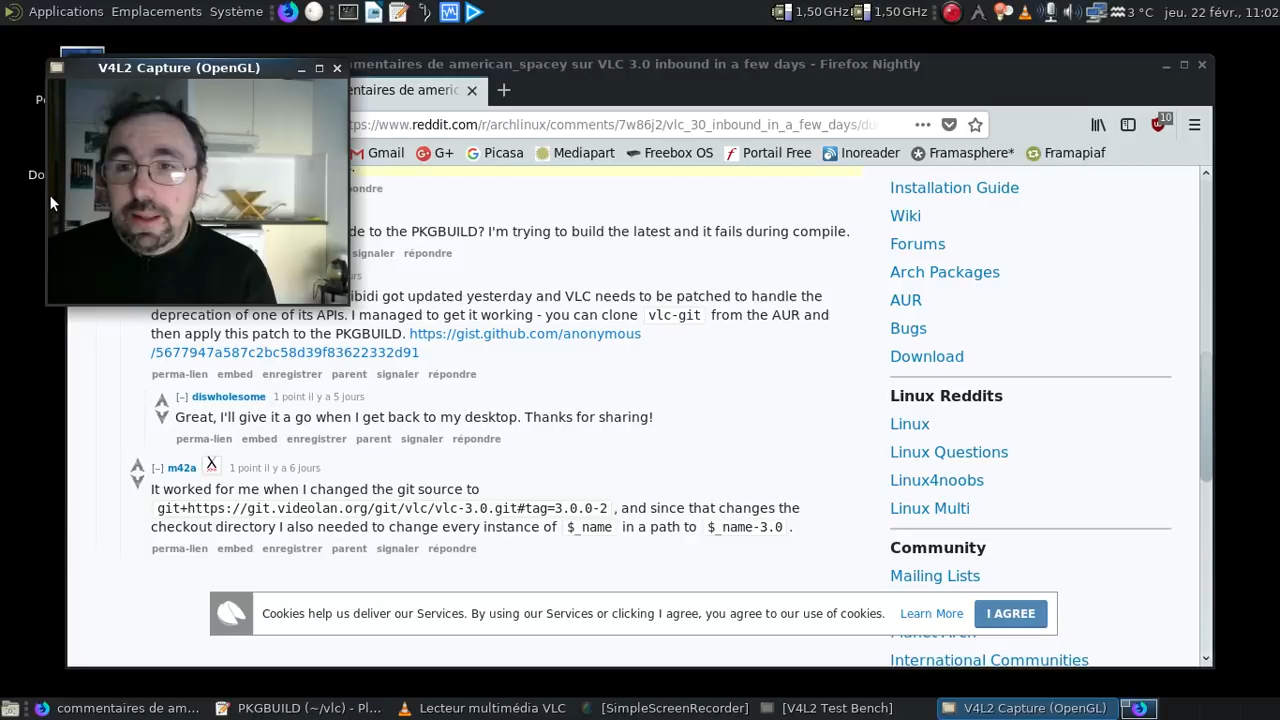 Applications Emplacements Système
1,50GHz 1,50 GHz 3 °C jeu. 22 févr., 11:02
V4L2 Capture (OpenGL)
mentaires de american_spacey sur VLC 3.0 inbound in a few days - Firefox Nightly
entaires de americ
tps://www.reddit.com/r/archlinux/comments/7w86j2/vlc_30_inbound_in_a_few_days/du
10
Gmail G+ Picasa Mediapart Freebox OS Portail Free Inoreader Framasphere* Framapiaf
ondre
de to the PKGBUILD? I'm trying to build the latest and it fails during compile.
signaler répondre
urs
ibidi got updated yesterday and VLC needs to be patched to handle the
deprecation of one of its APIs. I managed to get it working - you can clone vlc-git from the AUR and
then apply this patch to the PKGBUILD. https://gist.github.com/anonymous
/5677947a587c2bc58d39f83622332d91
perma-lien embed enregistrer parent signaler répondre
[–] diswholesome 1 point il y a 5 jours
Great, I'll give it a go when I get back to my desktop. Thanks for sharing!
perma-lien embed enregistrer parent signaler répondre
[–] m42a 1 point il y a 6 jours
It worked for me when I changed the git source to
git+https://git.videolan.org/git/vlc/vlc-3.0.git#tag=3.0.0-2 , and since that changes the
checkout directory I also needed to change every instance of $_name in a path to $_name-3.0 .
perma-lien embed enregistrer parent signaler répondre
Installation Guide
Wiki
Forums
Arch Packages
AUR
Bugs
Download
Linux Reddits
Linux
Linux Questions
Linux4noobs
Linux Multi
Community
Mailing Lists
Planet Arch
International Communities
Cookies help us deliver our Services. By using our Services or clicking I agree, you agree to our use of cookies. Learn More I AGREE
commentaires de am... PKGBUILD (~/vlc) - Pl... Lecteur multimédia VLC [SimpleScreenRecorder] [V4L2 Test Bench] V4L2 Capture (OpenGL)